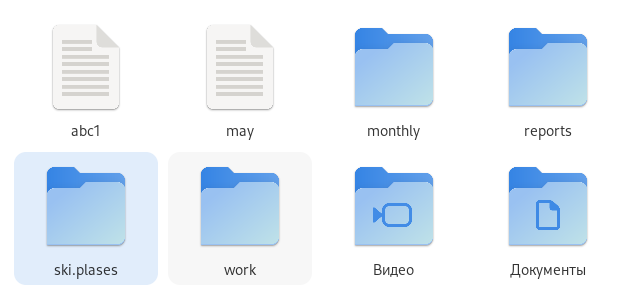 abc1
may
monthly
reports
ski.plases
work
Видео
Документы